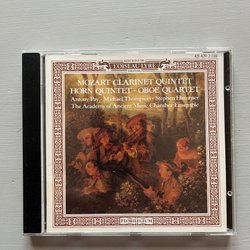 L'OISEAU-LYRE
MOZART CLARINET QUINTET
HORN QUINTET · OBOE QUARTET
Antony Pay · Michael Thompson · Stephen Hammer
The Academy of Ancient Music Chamber Ensemble
FLORILEGIUM